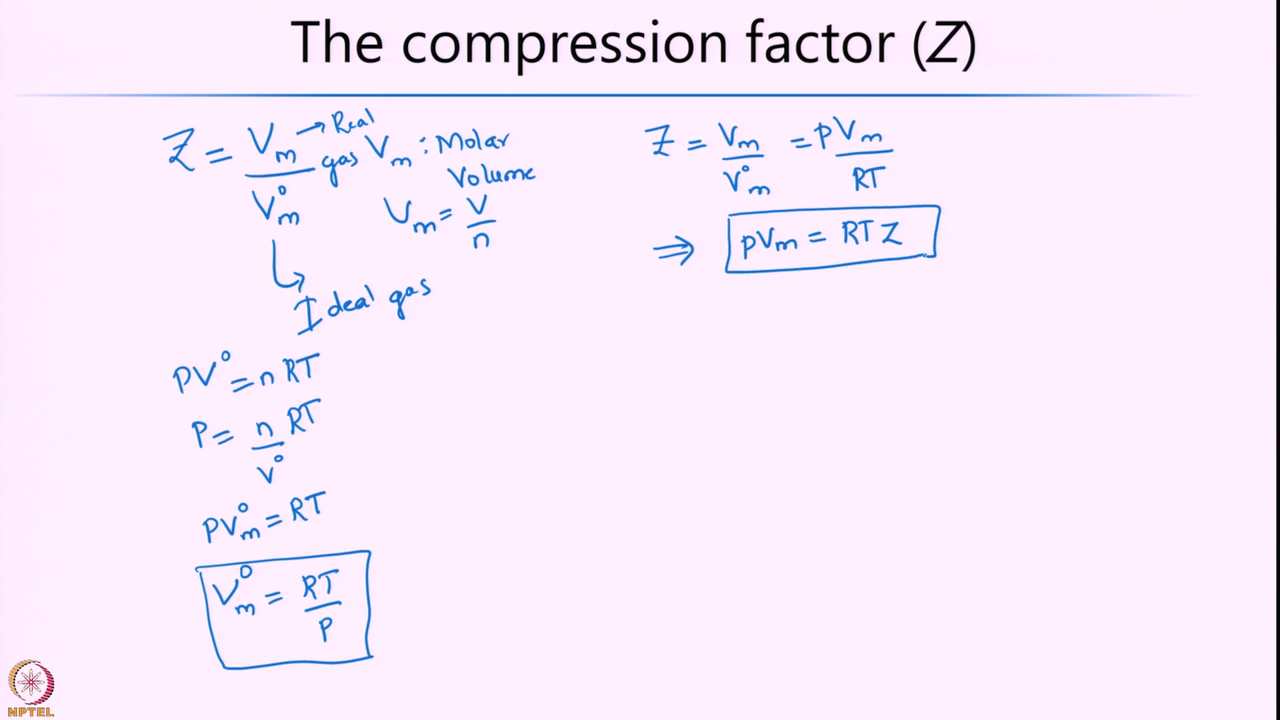 The compression factor (Z)
Z = Vm/V°m → Real gas
Vm : Molar Volume
Vm = V/n
Ideal gas
PV° = nRT
P = n/V° RT
PV°m = RT
V°m = RT/P
Z = Vm/V°m = PVm/RT
⇒ pVm = RTZ
NPTEL